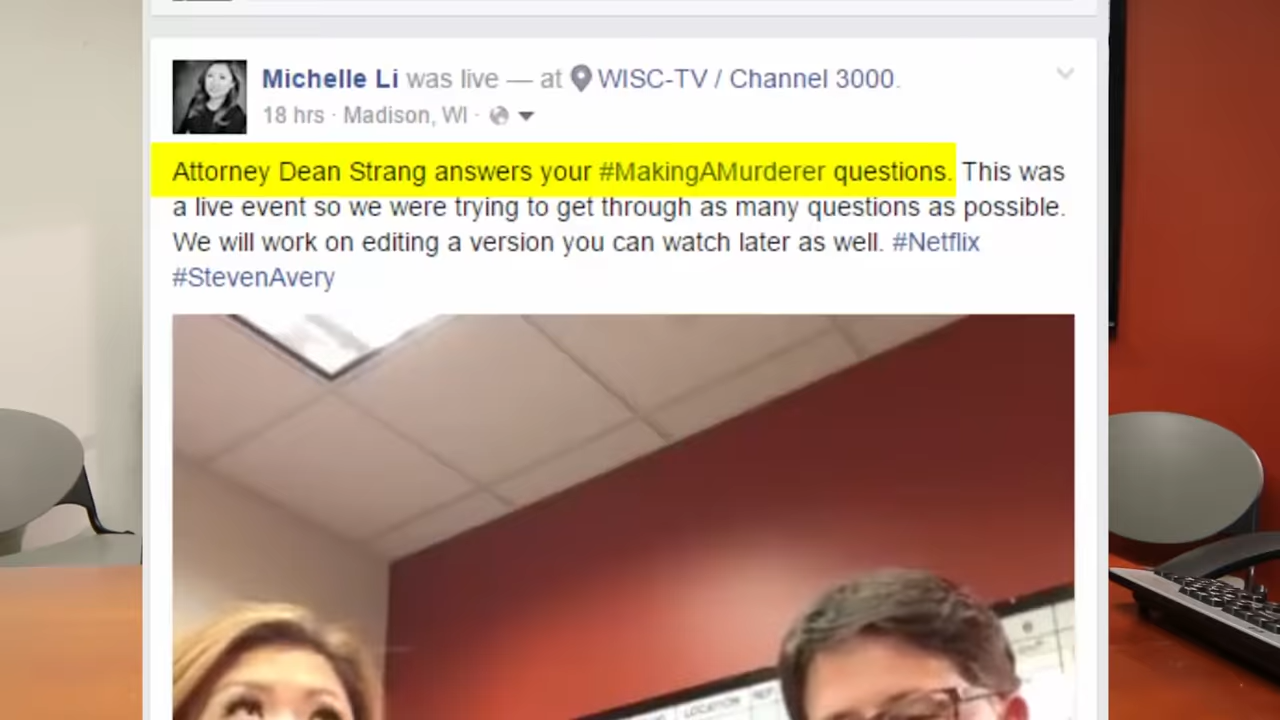 Michelle Li was live — at WISC-TV / Channel 3000.
18 hrs · Madison, WI ·
Attorney Dean Strang answers your #MakingAMurderer questions. This was
a live event so we were trying to get through as many questions as possible.
We will work on editing a version you can watch later as well. #Netflix
#StevenAvery
LOCATION